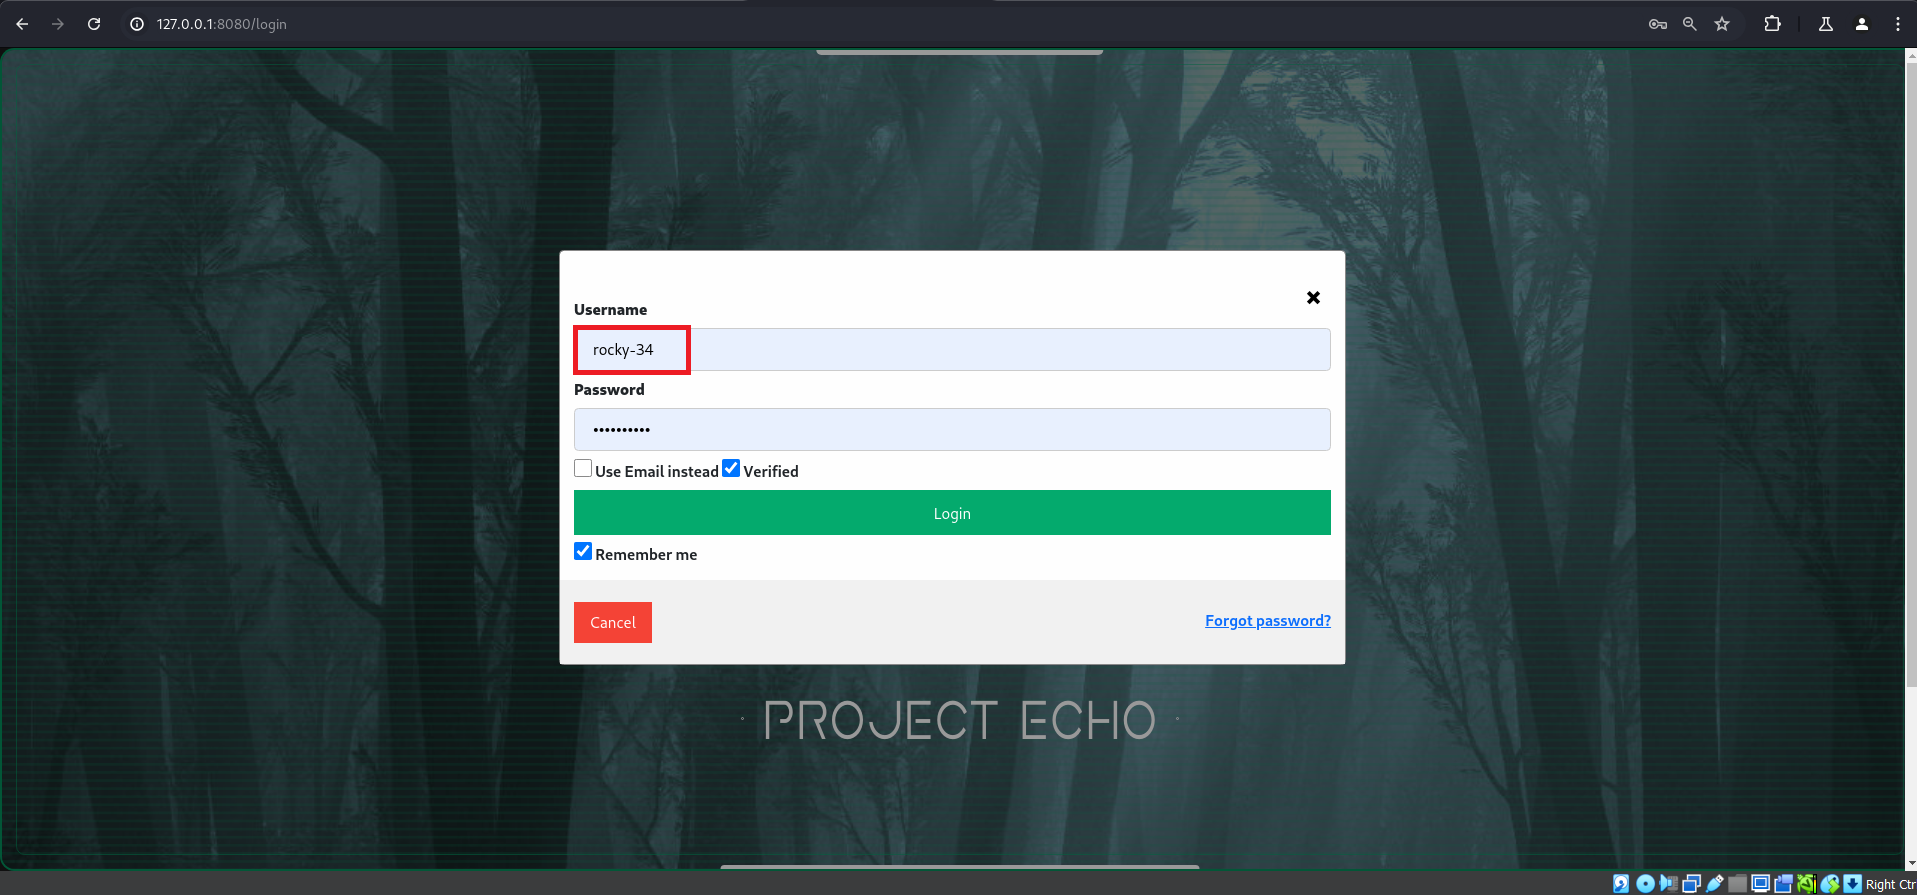 127.0.0.1:8080/login
Username
rocky-34
Password
Use Email instead Verified
Login
Remember me
Cancel
Forgot password?
PROJECT ECHO
Right Ctr